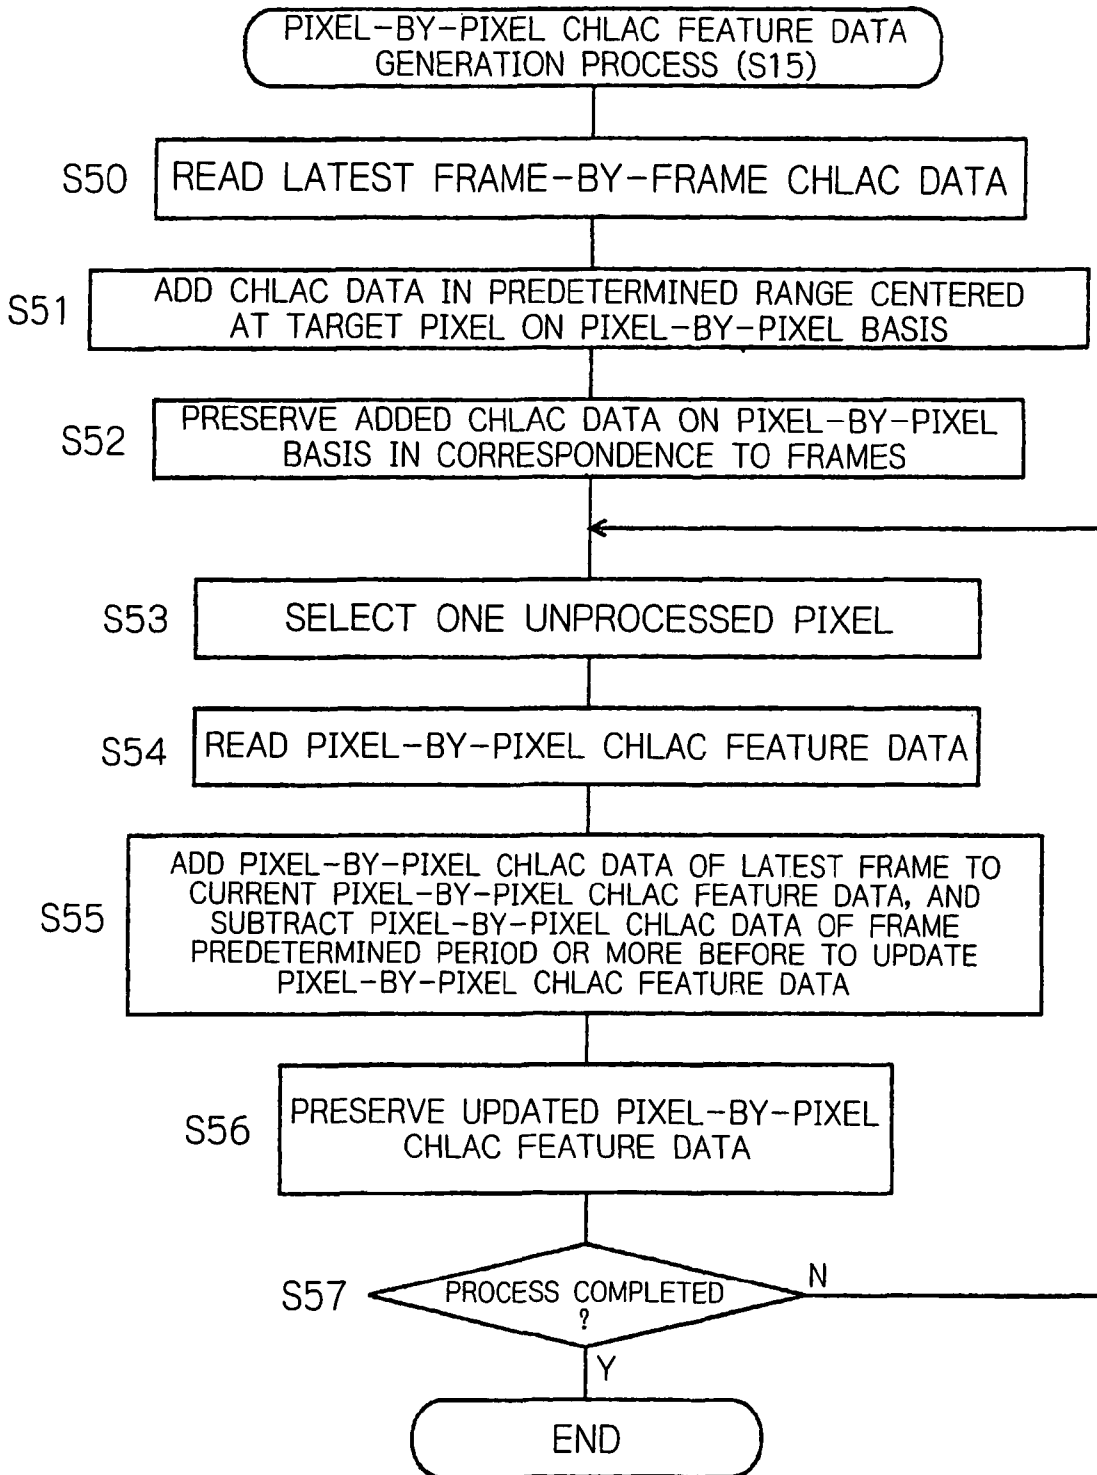 PIXEL-BY-PIXEL CHLAC FEATURE DATA
GENERATION PROCESS (S15)
S50
READ LATEST FRAME-BY-FRAME CHLAC DATA
S51
ADD CHLAC DATA IN PREDETERMINED RANGE CENTERED
AT TARGET PIXEL ON PIXEL-BY-PIXEL BASIS
S52
PRESERVE ADDED CHLAC DATA ON PIXEL-BY-PIXEL
BASIS IN CORRESPONDENCE TO FRAMES
S53
SELECT ONE UNPROCESSED PIXEL
S54
READ PIXEL-BY-PIXEL CHLAC FEATURE DATA
S55
ADD PIXEL-BY-PIXEL CHLAC DATA OF LATEST FRAME TO
CURRENT PIXEL-BY-PIXEL CHLAC FEATURE DATA, AND
SUBTRACT PIXEL-BY-PIXEL CHLAC DATA OF FRAME
PREDETERMINED PERIOD OR MORE BEFORE TO UPDATE
PIXEL-BY-PIXEL CHLAC FEATURE DATA
S56
PRESERVE UPDATED PIXEL-BY-PIXEL
CHLAC FEATURE DATA
S57
PROCESS COMPLETED
?
N
Y
END